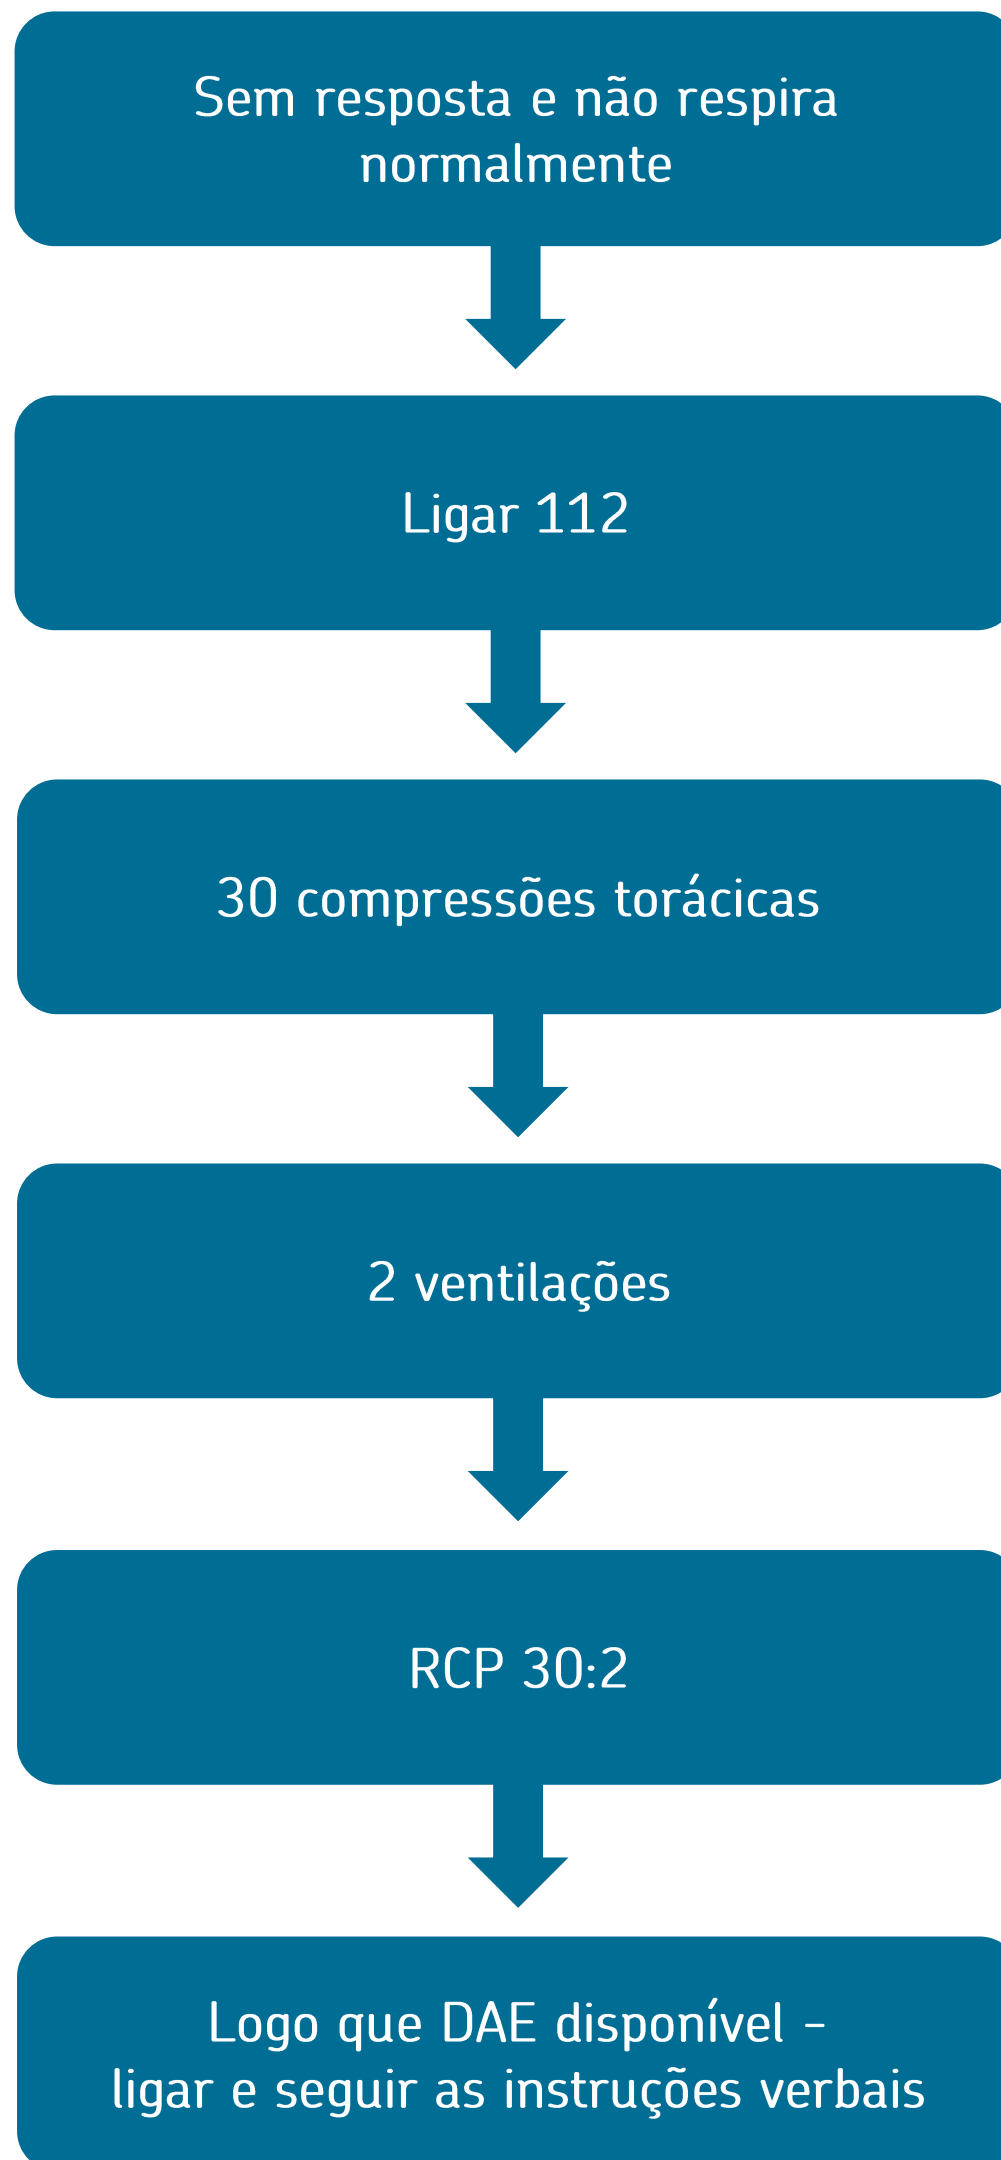 Sem resposta e não respira
normalmente
Ligar 112
30 compressões torácicas
2 ventilações
RCP 30:2
Logo que DAE disponível –
ligar e seguir as instruções verbais